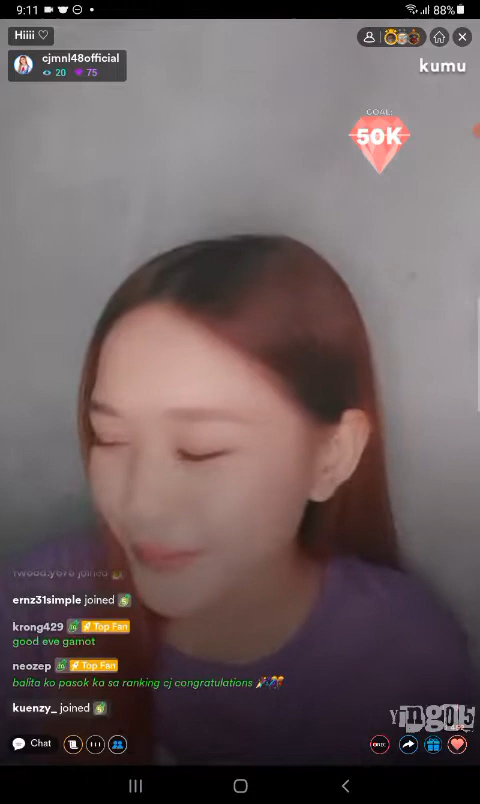 9:11
88%
Hiiii ♡
cjmnl48official
20 75
kumu
GOAL:
50K
joined
ernz31simple joined
krong429 Top Fan
good eve gamot
neozep Top Fan
balita ko pasok ka sa ranking cj congratulations 🎉🎊
kuenzy_ joined
Chat